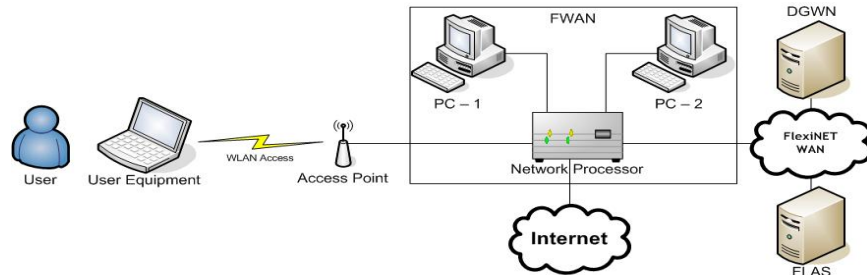 FWAN
DGWN
PC – 1
PC – 2
FlexiNET
WAN
WLAN Access
User
User Equipment
Access Point
Network Processor
Internet
FLAS